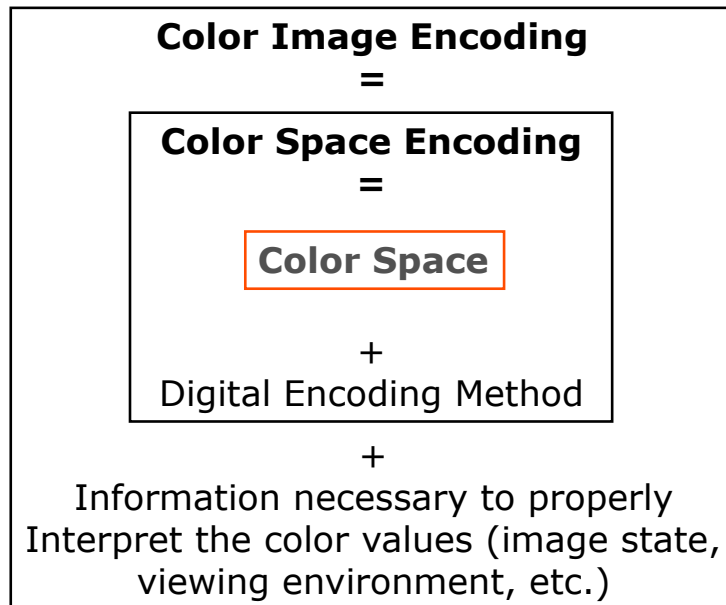 Color Image Encoding
=
Color Space Encoding
=
Color Space
+
Digital Encoding Method
+
Information necessary to properly
Interpret the color values (image state,
viewing environment, etc.)